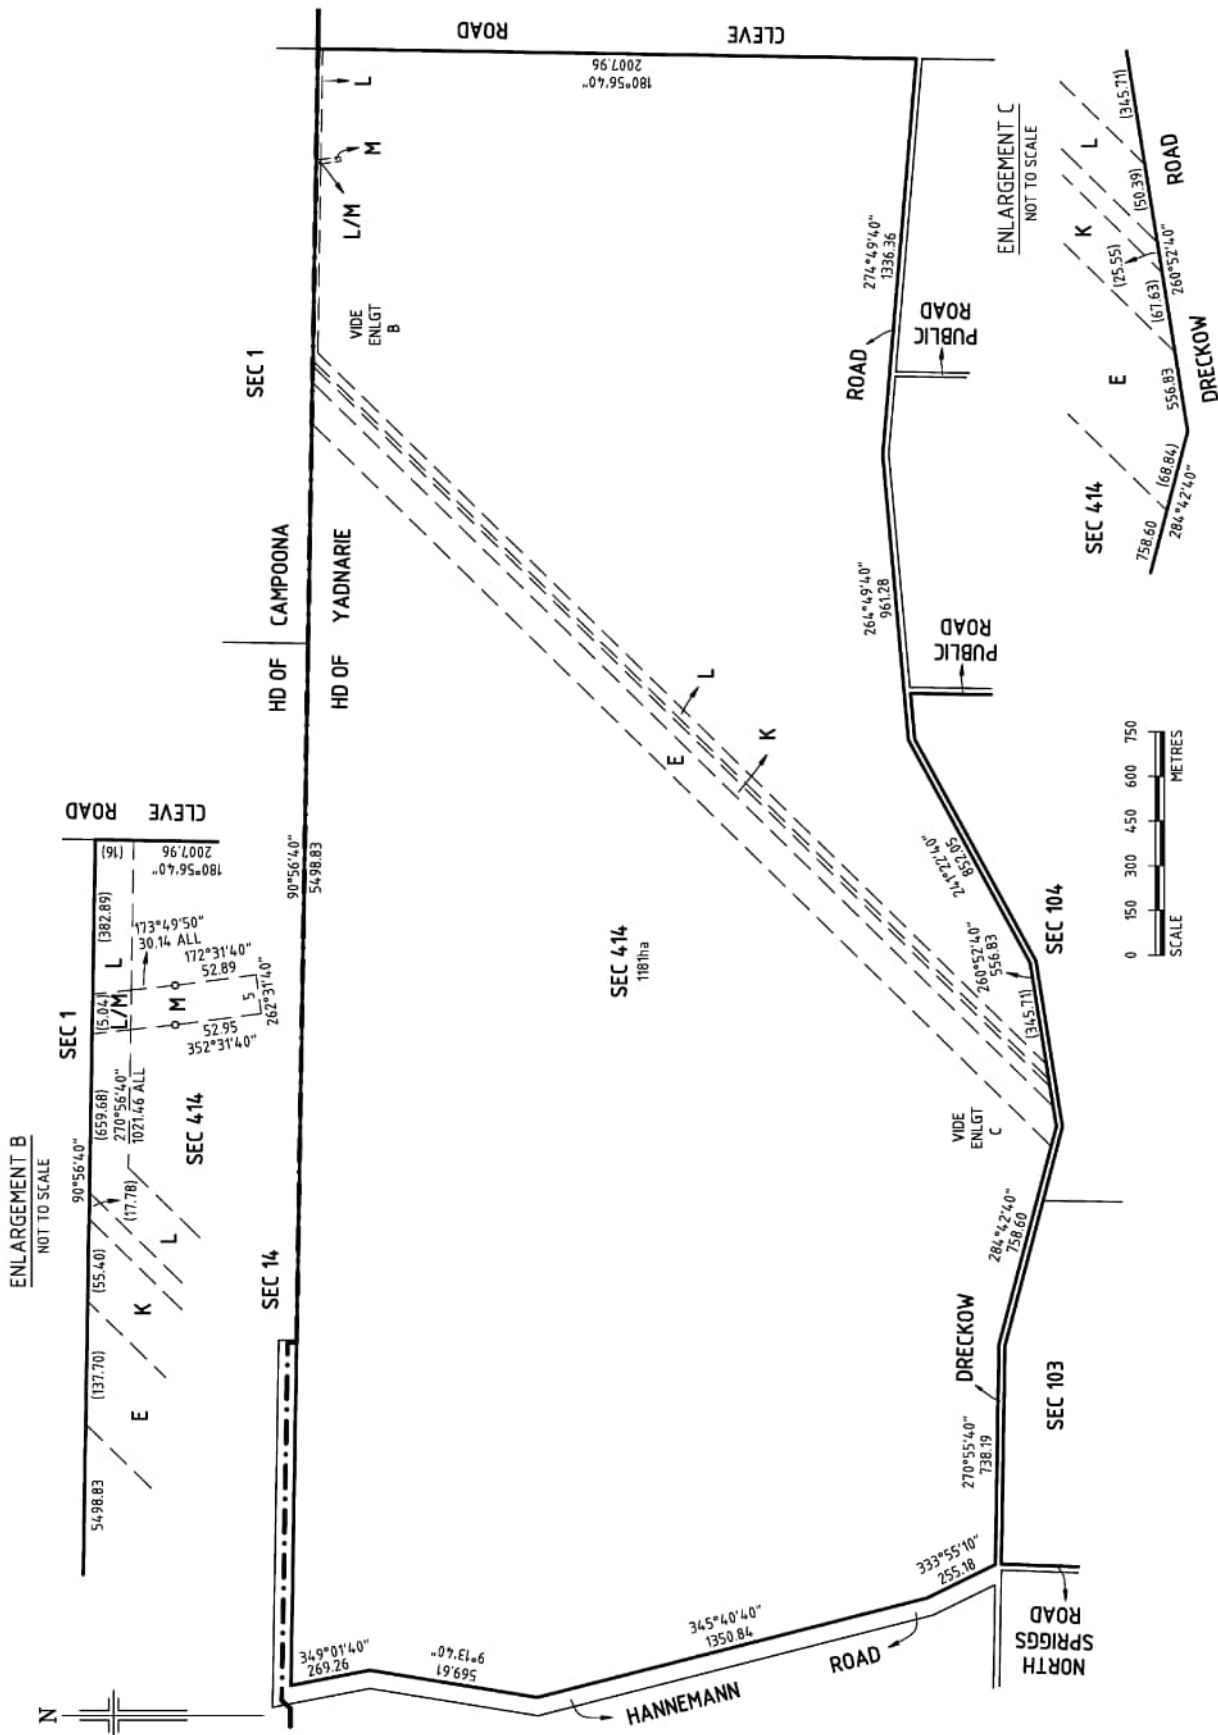 ENLARGEMENT B
NOT TO SCALE
SEC 1
90°56'40"
5498.83
(137.70)
(55.40)
(17.78)
(659.68)
(5.04)
(382.89)
(16)
270°56'40"
1021.46 ALL
L/M
L
173°49'50"
30.14 ALL
172°31'40"
52.89
M
5
262°31'40"
52.95
352°31'40"
SEC 414
E
K
L
180°56'40"
2007.96
CLEVE
ROAD
N
SEC 14
SEC 1
HD OF
CAMPOONA
HD OF
YADNARIE
90°56'40"
5498.83
VIDE
ENLGT
B
L/M
M
L
CLEVE
ROAD
180°56'40"
2007.96
349°01'40"
269.26
9°13'40"
569.61
345°40'40"
1350.84
333°55'10"
255.18
HANNEMANN
ROAD
SEC 414
1181ha
E
L
K
274°49'40"
1336.36
ROAD
PUBLIC
ROAD
264°49'40"
961.28
PUBLIC
ROAD
241°22'40"
852.05
260°52'40"
556.83
(345.71)
VIDE
ENLGT
C
284°42'40"
758.60
DRECKOW
270°55'40"
738.19
NORTH
SPRIGGS
ROAD
SEC 103
SEC 104
0 150 300 450 600 750
SCALE METRES
ENLARGEMENT C
NOT TO SCALE
SEC 414
E
K
L
758.60
(68.84)
284°42'40"
556.83
(67.63)
(25.55)
260°52'40"
(50.39)
(345.71)
DRECKOW
ROAD